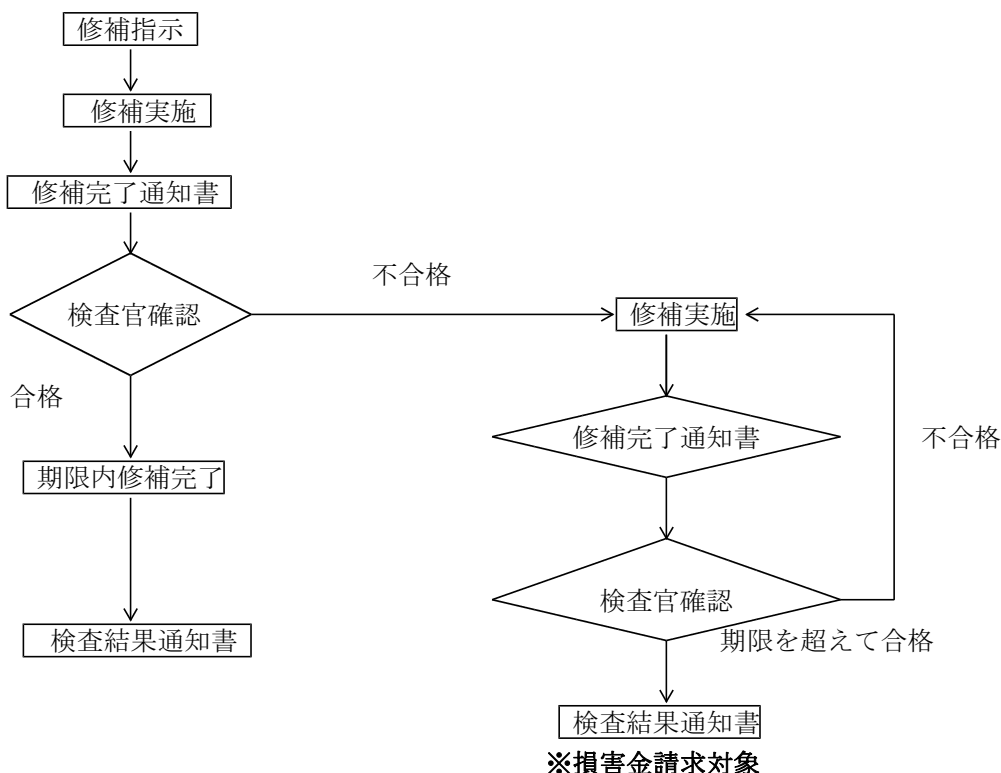 修補指示
修補実施
修補完了通知書
検査官確認
不合格
合格
期限内修補完了
検査結果通知書
修補実施
修補完了通知書
不合格
検査官確認
期限を超えて合格
検査結果通知書
※損害金請求対象